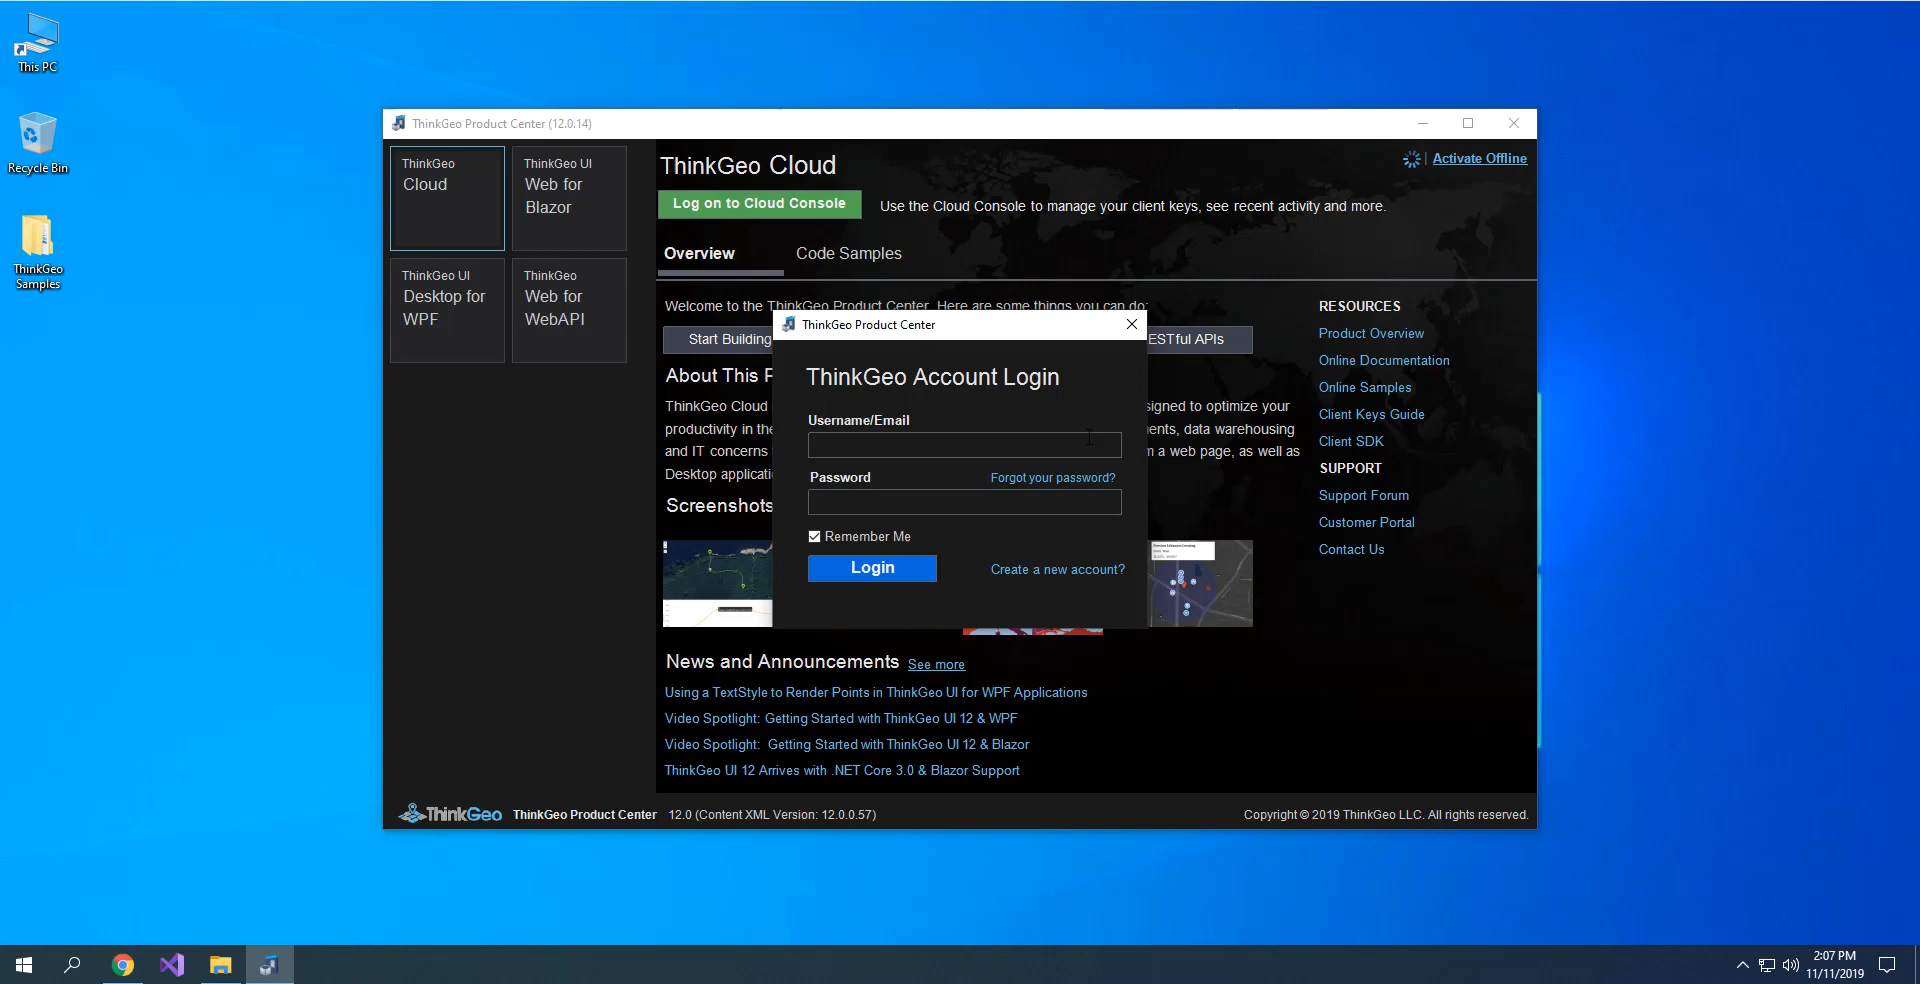 This PC
Recycle Bin
ThinkGeo
Samples
ThinkGeo Product Center (12.0.14)
ThinkGeo
Cloud
ThinkGeo UI
Web for
Blazor
ThinkGeo UI
Desktop for
WPF
ThinkGeo
Web for
WebAPI
ThinkGeo Cloud
Activate Offline
Log on to Cloud Console
Use the Cloud Console to manage your client keys, see recent activity and more.
Overview
Code Samples
Welcome to the ThinkGeo Product Center. Here are some things you can do:
Start Building
ESTful APIs
About This P
ThinkGeo Cloud
signed to optimize your
productivity in the
ents, data warehousing
and IT concerns
a web page, as well as
Desktop applicati
Screenshots
ThinkGeo Product Center
ThinkGeo Account Login
Username/Email
Password
Forgot your password?
Remember Me
Login
Create a new account?
RESOURCES
Product Overview
Online Documentation
Online Samples
Client Keys Guide
Client SDK
SUPPORT
Support Forum
Customer Portal
Contact Us
News and Announcements See more
Using a TextStyle to Render Points in ThinkGeo UI for WPF Applications
Video Spotlight: Getting Started with ThinkGeo UI 12 & WPF
Video Spotlight:  Getting Started with ThinkGeo UI 12 & Blazor
ThinkGeo UI 12 Arrives with .NET Core 3.0 & Blazor Support
ThinkGeo ThinkGeo Product Center 12.0 (Content XML Version: 12.0.0.57)
Copyright © 2019 ThinkGeo LLC. All rights reserved.
2:07 PM
11/11/2019